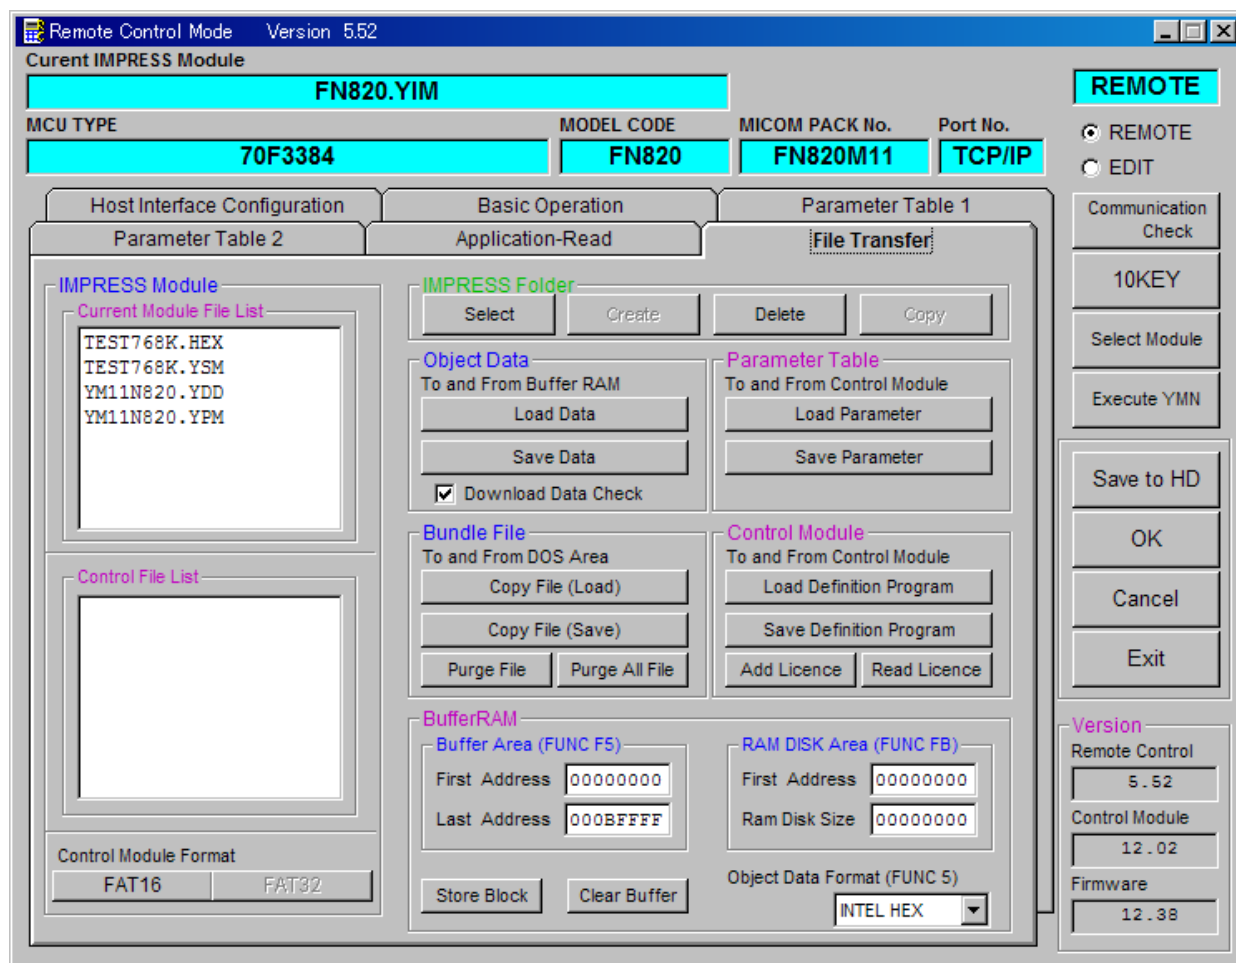 Remote Control Mode Version 5.52
Curent IMPRESS Module
FN820.YIM
REMOTE
MCU TYPE MODEL CODE MICOM PACK No. Port No.
70F3384 FN820 FN820M11 TCP/IP
REMOTE
EDIT
Host Interface Configuration Basic Operation Parameter Table 1
Parameter Table 2 Application-Read File Transfer
IMPRESS Module
Current Module File List
TEST768K.HEX
TEST768K.YSM
YM11N820.YDD
YM11N820.YPM
Control File List
Control Module Format
FAT16 FAT32
IMPRESS Folder
Select Create Delete Copy
Object Data
To and From Buffer RAM
Load Data
Save Data
Download Data Check
Parameter Table
To and From Control Module
Load Parameter
Save Parameter
Bundle File
To and From DOS Area
Copy File (Load)
Copy File (Save)
Purge File Purge All File
Control Module
To and From Control Module
Load Definition Program
Save Definition Program
Add Licence Read Licence
BufferRAM
Buffer Area (FUNC F5)
First Address 00000000
Last Address 000BFFFF
RAM DISK Area (FUNC FB)
First Address 00000000
Ram Disk Size 00000000
Store Block Clear Buffer
Object Data Format (FUNC 5)
INTEL HEX
Communication
Check
10KEY
Select Module
Execute YMN
Save to HD
OK
Cancel
Exit
Version
Remote Control
5.52
Control Module
12.02
Firmware
12.38